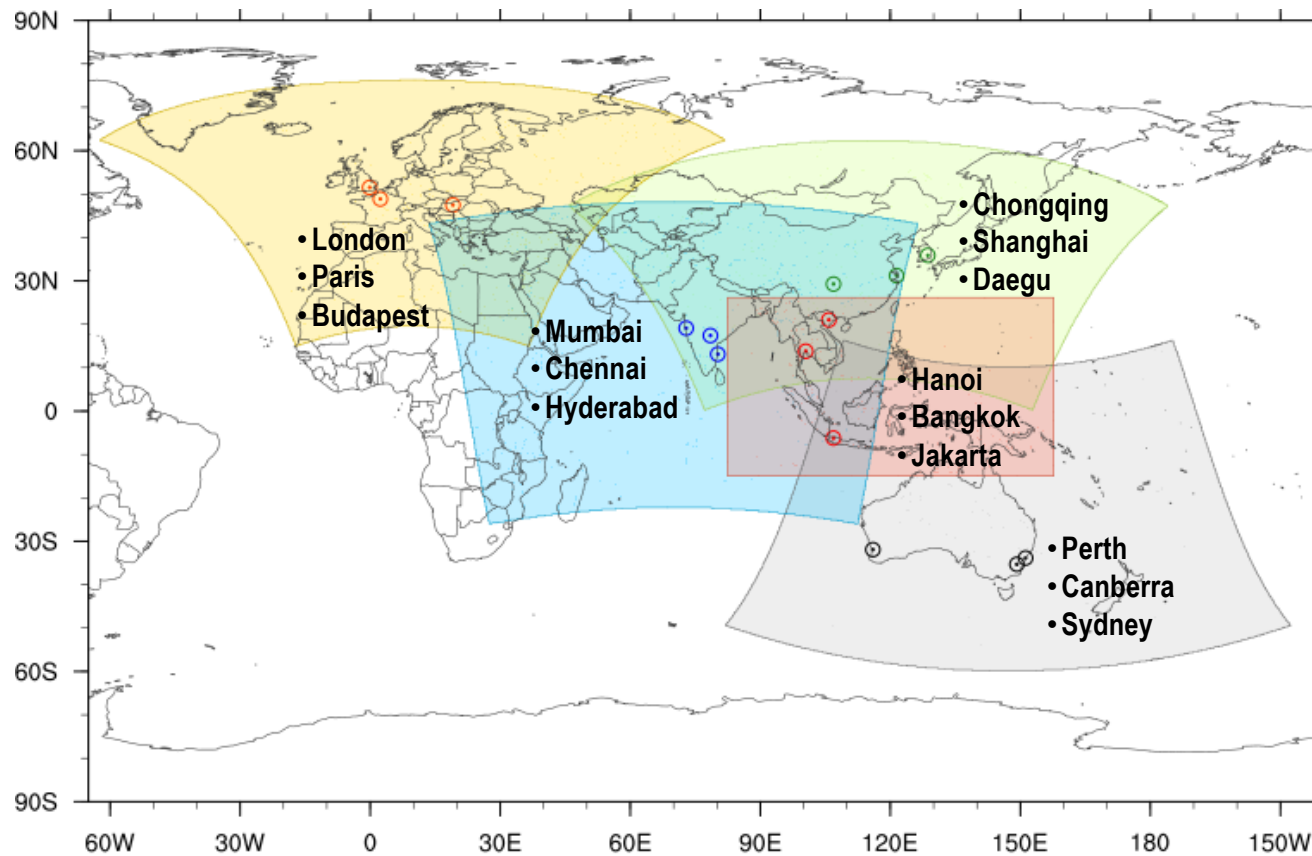 90N
60N
30N
0
30S
60S
90S
• London
• Paris
• Budapest
• Mumbai
• Chennai
• Hyderabad
• Chongqing
• Shanghai
• Daegu
• Hanoi
• Bangkok
• Jakarta
• Perth
• Canberra
• Sydney
60W 30W 0 30E 60E 90E 120E 150E 180 150W